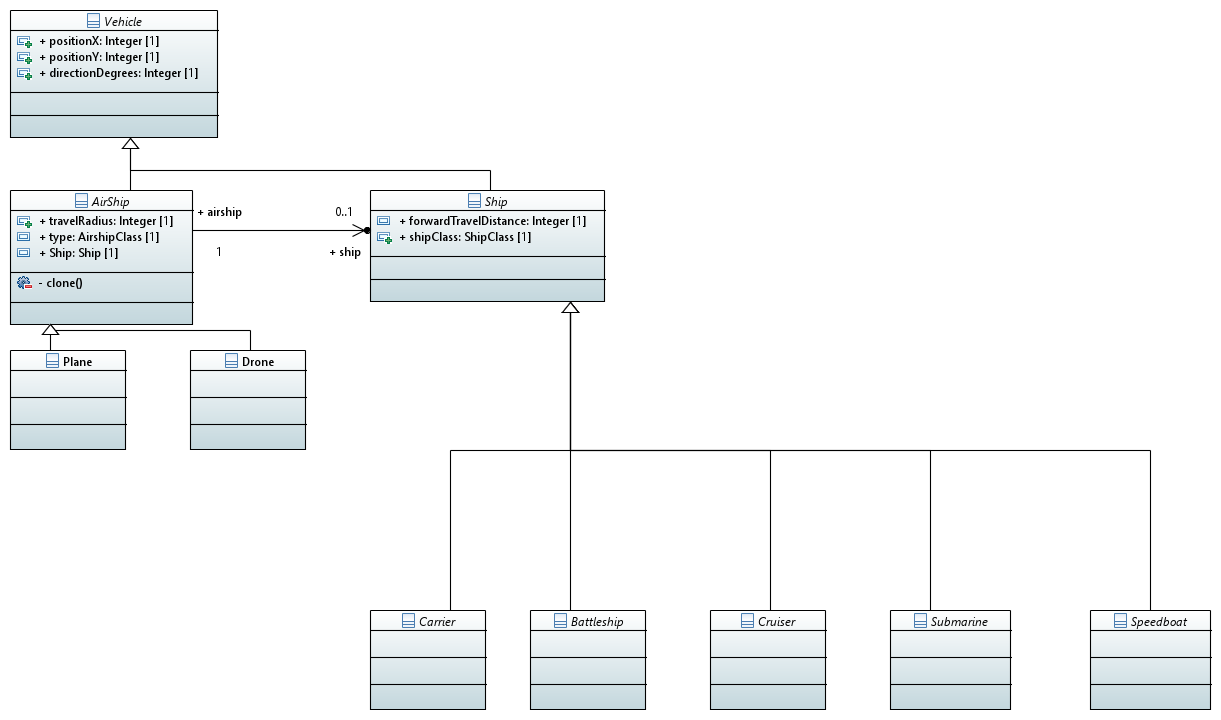 Vehicle
+ positionX: Integer [1]
+ positionY: Integer [1]
+ directionDegrees: Integer [1]
AirShip
+ travelRadius: Integer [1]
+ type: AirshipClass [1]
+ Ship: Ship [1]
- clone()
+ airship
0..1
1
+ ship
Ship
+ forwardTravelDistance: Integer [1]
+ shipClass: ShipClass [1]
Plane
Drone
Carrier
Battleship
Cruiser
Submarine
Speedboat